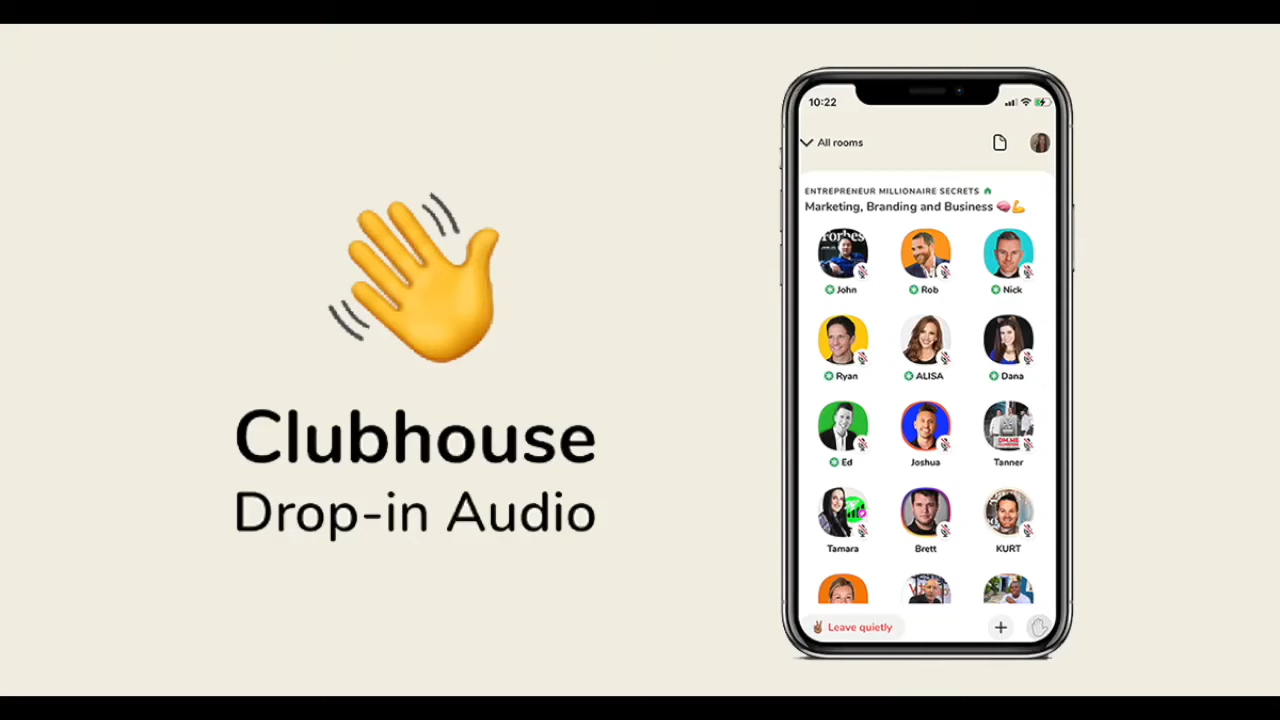 Clubhouse
Drop-in Audio
10:22
All rooms
ENTREPRENEUR MILLIONAIRE SECRETS
Marketing, Branding and Business
Forbes
John
Rob
Nick
Ryan
ALISA
Dana
Ed
Joshua
Tanner
Tamara
Brett
KURT
Leave quietly